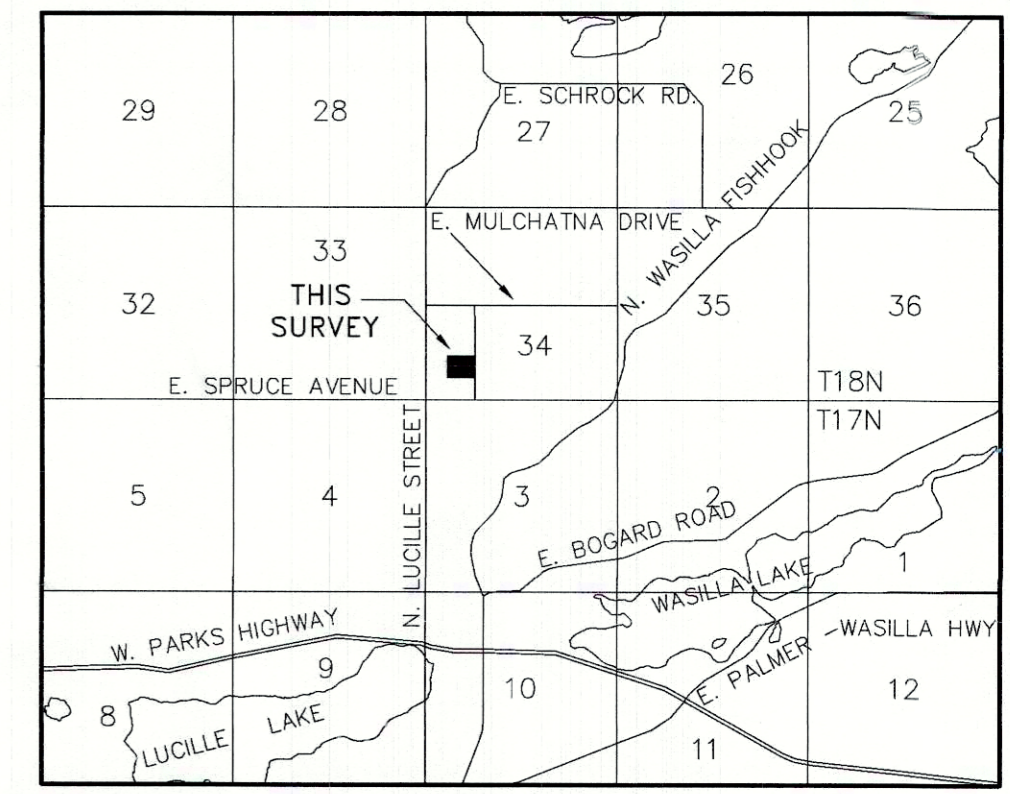 26
E. SCHROCK RD.
29
28
27
25
N. WASILLA FISHHOOK
E. MULCHATNA DRIVE
33
THIS
SURVEY
32
34
35
36
E. SPRUCE AVENUE
T18N
T17N
N. LUCILLE STREET
5
4
3
2
E. BOGARD ROAD
1
WASILLA LAKE
W. PARKS HIGHWAY
WASILLA HWY
E. PALMER
9
10
12
8
LUCILLE LAKE
11